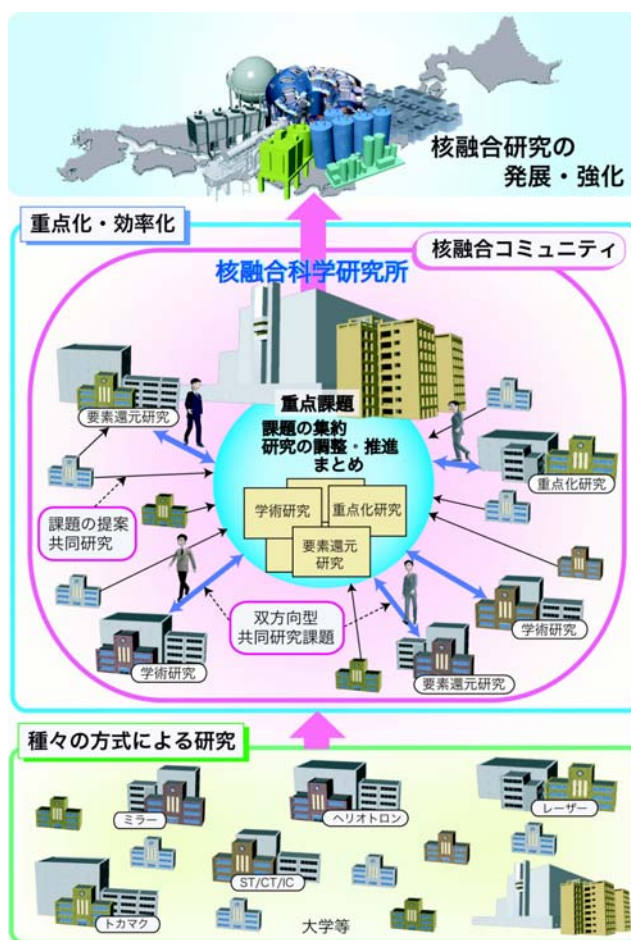 核融合研究の
発展・強化
重点化・効率化
核融合コミュニティ
核融合科学研究所
重点課題
課題の集約
研究の調整・推進
まとめ
要素還元研究
重点化研究
学術研究
重点化研究
要素還元
研究
課題の提案
共同研究
双方向型
共同研究課題
学術研究
学術研究
要素還元研究
種々の方式による研究
ミラー
ヘリオトロン
レーザー
ST/CT/IC
トカマク
大学等